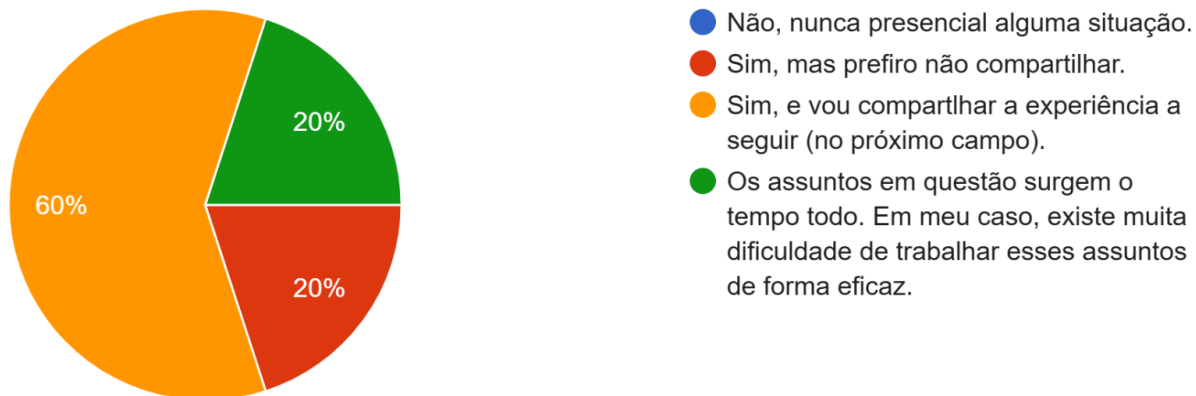 20%
60%
20%
Não, nunca presencial alguma situação.
Sim, mas prefiro não compartilhar.
Sim, e vou compartlhar a experiência a
seguir (no próximo campo).
Os assuntos em questão surgem o
tempo todo. Em meu caso, existe muita
dificuldade de trabalhar esses assuntos
de forma eficaz.